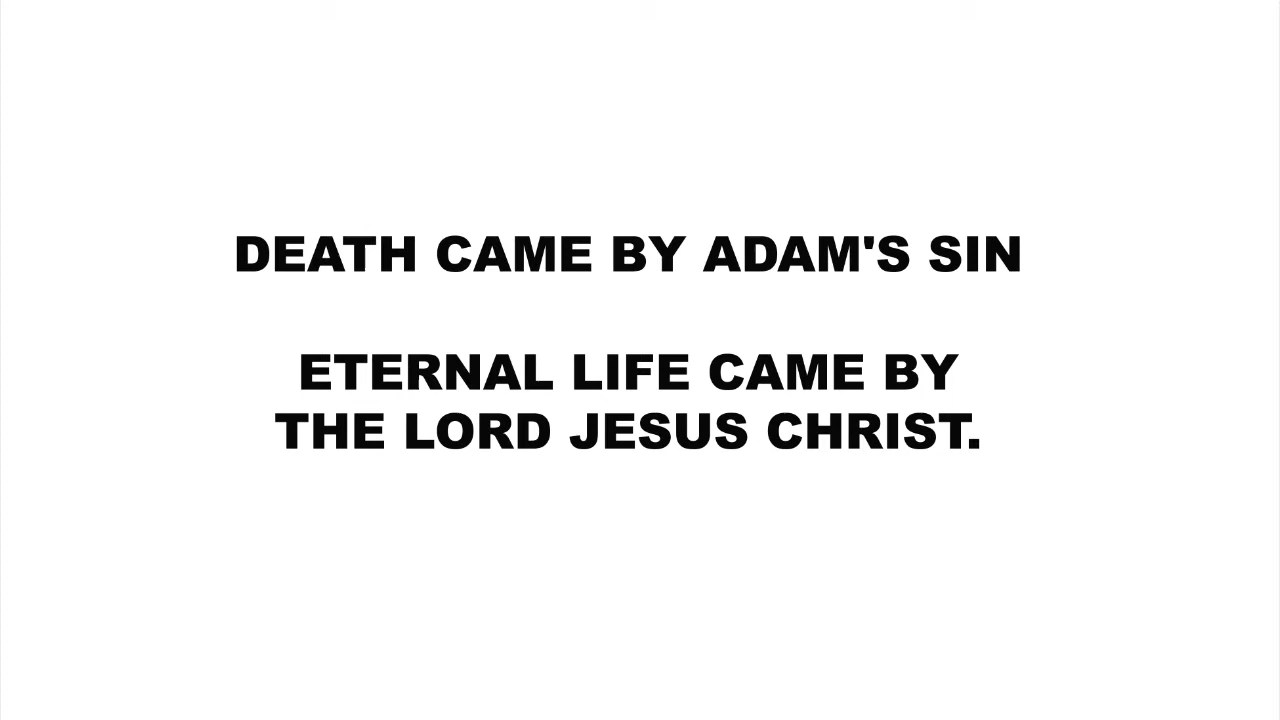 DEATH CAME BY ADAM'S SIN
ETERNAL LIFE CAME BY
THE LORD JESUS CHRIST.